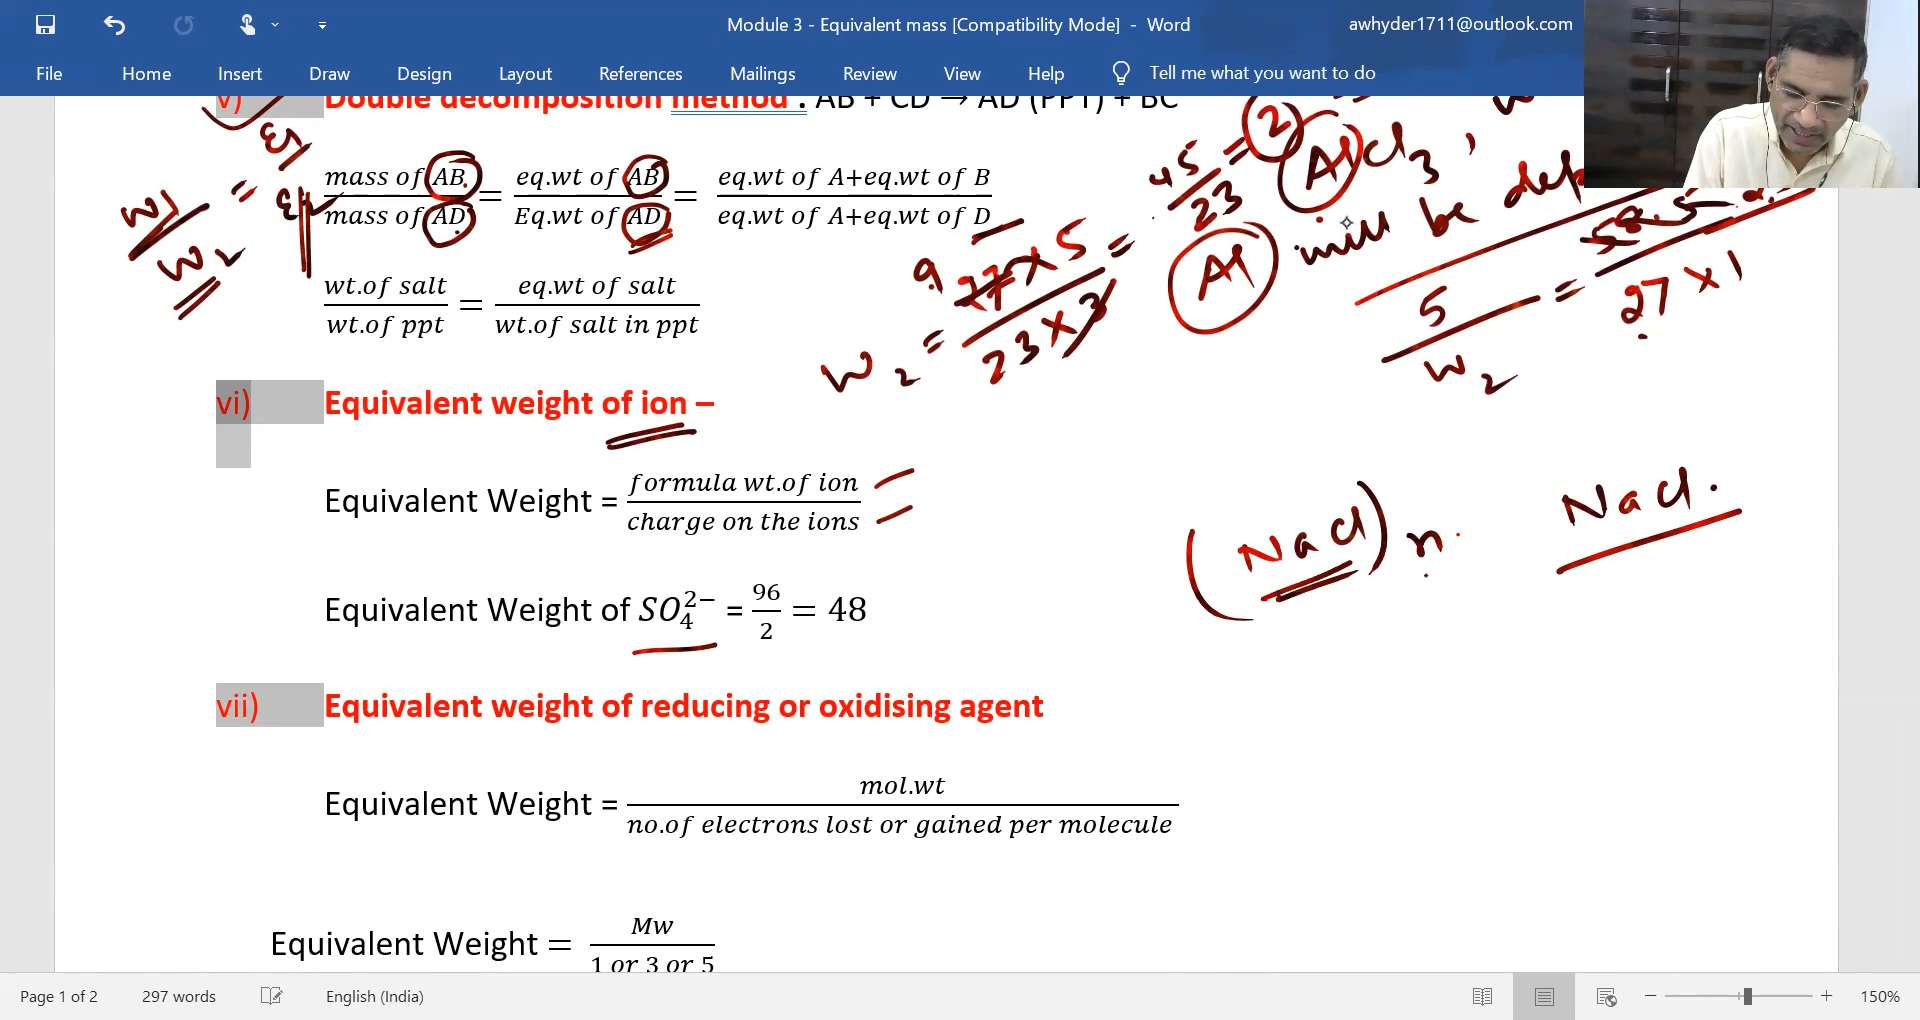 Module 3 - Equivalent mass [Compatibility Mode] - Word
awhyder1711@outlook.com
File Home Insert Draw Design Layout References Mailings Review View Help Tell me what you want to do
v) Double decomposition method : AB + CD → AD (PPT) + BC
mass of AB / mass of AD = eq.wt of AB / Eq.wt of AD = eq.wt of A+eq.wt of B / eq.wt of A+eq.wt of D
W1 / W2 = E1 / E2
wt.of salt / wt.of ppt = eq.wt of salt / wt.of salt in ppt
W2 = 27 x 5 / 23 x 3 = 45 / 23 = 2
9
AlCl3,
Al will be dep
5 / W2 = 58.5 / 27 x 1
vi) Equivalent weight of ion –
Equivalent Weight = formula wt.of ion / charge on the ions
(NaCl)n.
NaCl.
Equivalent Weight of SO₄²⁻ = 96/2 = 48
vii) Equivalent weight of reducing or oxidising agent
Equivalent Weight = mol.wt / no.of electrons lost or gained per molecule
Equivalent Weight = Mw / 1 or 3 or 5
Page 1 of 2 297 words English (India) 150%